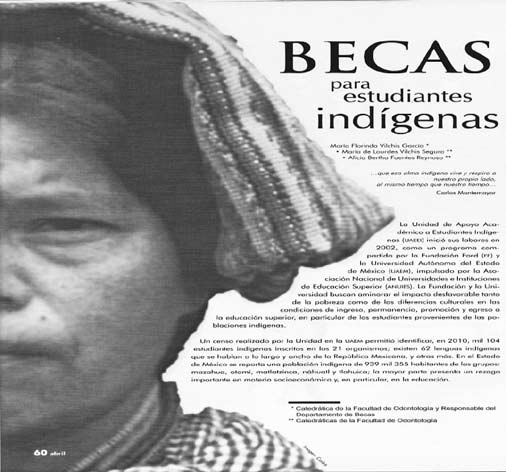 BECAS
para
estudiantes
indígenas
María Florinda Vilchis García *
• María de Lourdes Vilchis Segura **
• Alicia Bertha Fuentes Reynoso **
...que esa alma indígena vive y respira a
nuestro propio lado,
al mismo tiempo que nuestro tiempo...
Carlos Montemayor
La Unidad de Apoyo Aca-
démico a Estudiantes Indíge-
nas (UAEEI) inició sus labores en
2002, como un programa com-
partido por la Fundación Ford (FF) y
la Universidad Autónoma del Estado
de México (UAEM), impulsado por la Aso-
ciación Nacional de Universidades e Instituciones
de Educación Superior (ANUIES). La Fundación y la Uni-
versidad buscan aminorar el impacto desfavorable tanto
de la pobreza como de las diferencias culturales en las
condiciones de ingreso, permanencia, promoción y egreso a
la educación superior, en particular de los estudiantes provenientes de las po-
blaciones indígenas.
Un censo realizado por la Unidad en la UAEM permitió identificar, en 2010, mil 104
estudiantes indígenas inscritos en los 21 organismos; existen 62 lenguas indígenas
que se hablan a lo largo y ancho de la República Mexicana, y otras más. En el Estado
de México se reporta una población indígena de 939 mil 355 habitantes de los grupos:
mazahua, otomí, matlatzinca, náhuatl y tlahuica; la mayor parte presenta un rezago
importante en materia socioeconómica y, en particular, en la educación.
* Catedrática de la Facultad de Odontología y Responsable del
Departamento de Becas
** Catedráticas de la Facultad de Odontología
60 abril